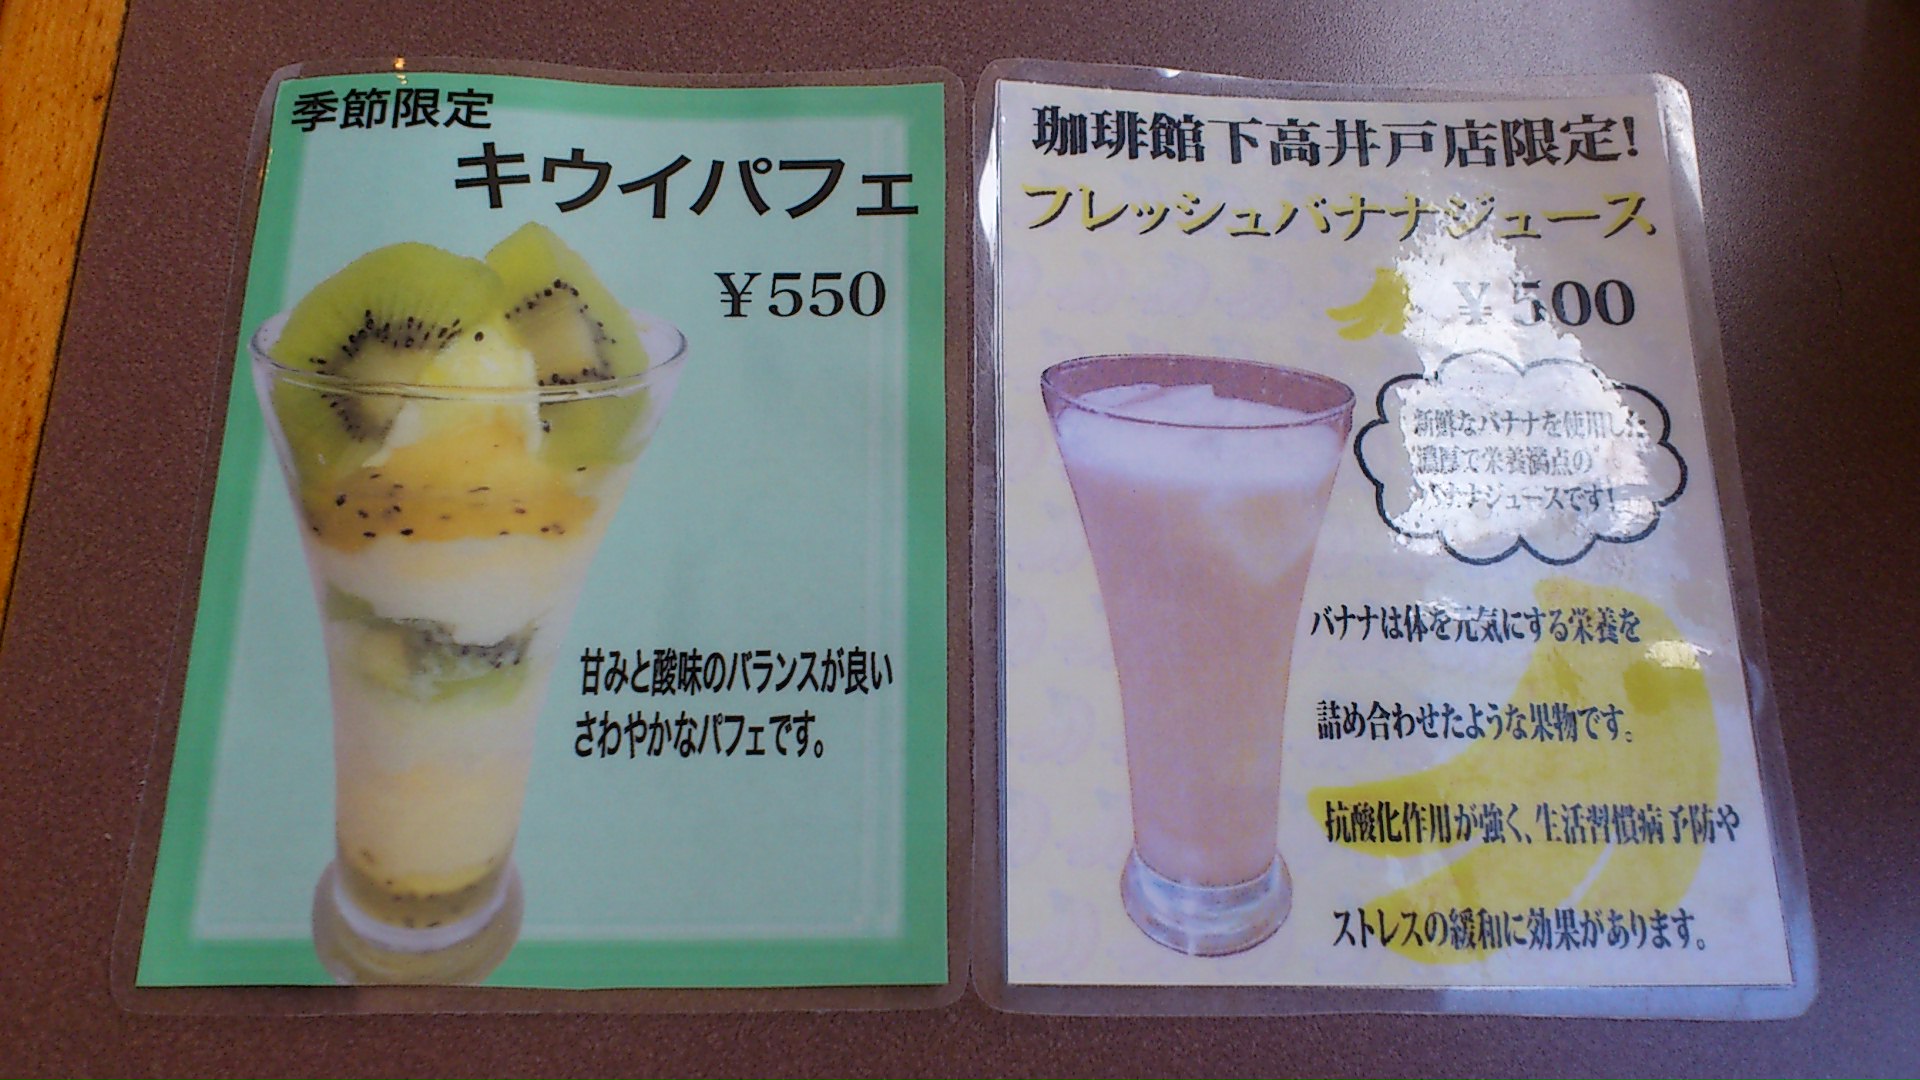 季節限定
キウイパフェ
￥550
甘みと酸味のバランスが良い
さわやかなパフェです。
珈琲館下高井戸店限定!
フレッシュバナナジュース
￥500
新鮮なバナナを使用した
濃厚で栄養満点の
バナナジュースです!
バナナは体を元気にする栄養を
詰め合わせたような果物です。
抗酸化作用が強く、生活習慣病予防や
ストレスの緩和に効果があります。